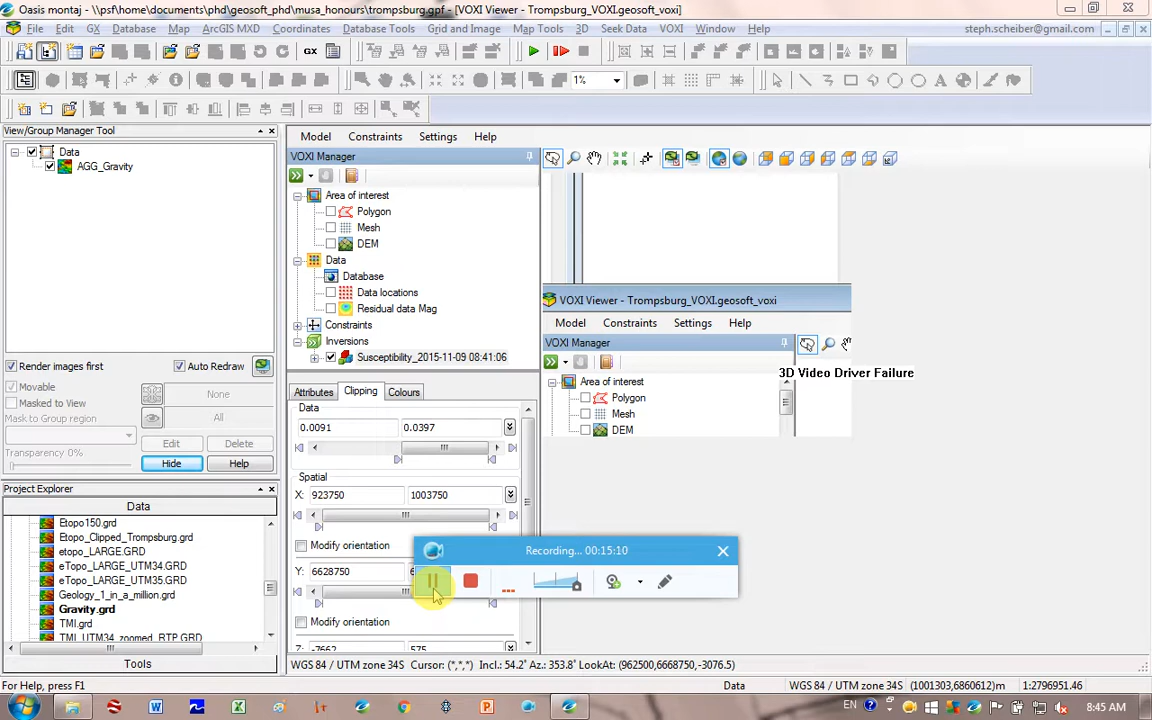 Oasis montaj - \\psf\home\documents\phd\geosoft_phd\musa_honours\trompsburg.gpf - [VOXI Viewer - Trompsburg_VOXI.geosoft_voxi]
File Edit GX Database Map ArcGIS MXD Coordinates Database Tools Grid and Image Map Tools 3D Seek Data VOXI Window Help steph.scheiber@gmail.com
GX 1%
View/Group Manager Tool
Data
AGG_Gravity
Render images first
Auto Redraw
Movable
Masked to View
None
Mask to Group Region
All
Transparency 0%
Edit
Delete
Hide
Help
Project Explorer
Data
Etopo150.grd
Etopo_Clipped_Trompsburg.grd
etopo_LARGE.GRD
eTopo_LARGE_UTM34.GRD
eTopo_LARGE_UTM35.GRD
Geology_1_in_a_million.grd
Gravity.grd
TMI.grd
TMI_UTM34_zoomed_RTP.GRD
Tools
Model Constraints Settings Help
VOXI Manager
Area of interest
Polygon
Mesh
DEM
Data
Database
Data locations
Residual data Mag
Constraints
Inversions
Susceptibility_2015-11-09 08:41:06
Attributes Clipping Colours
Data
0.0091 0.0397
Spatial
X: 923750 1003750
Modify orientation
Y: 6628750
Modify orientation
Z: -7662 575
VOXI Viewer - Trompsburg_VOXI.geosoft_voxi
Model Constraints Settings Help
VOXI Manager
Area of interest
Polygon
Mesh
DEM
3D Video Driver Failure
Recording... 00:15:10
WGS 84 / UTM zone 34S Cursor: (*,*,*) Incl.: 54.2° Az.: 353.8° LookAt: (962500,6668750,-3076.5)
For Help, press F1
Data WGS 84 / UTM zone 34S (1001303,6860612)m 1:2796951.46
EN 8:45 AM